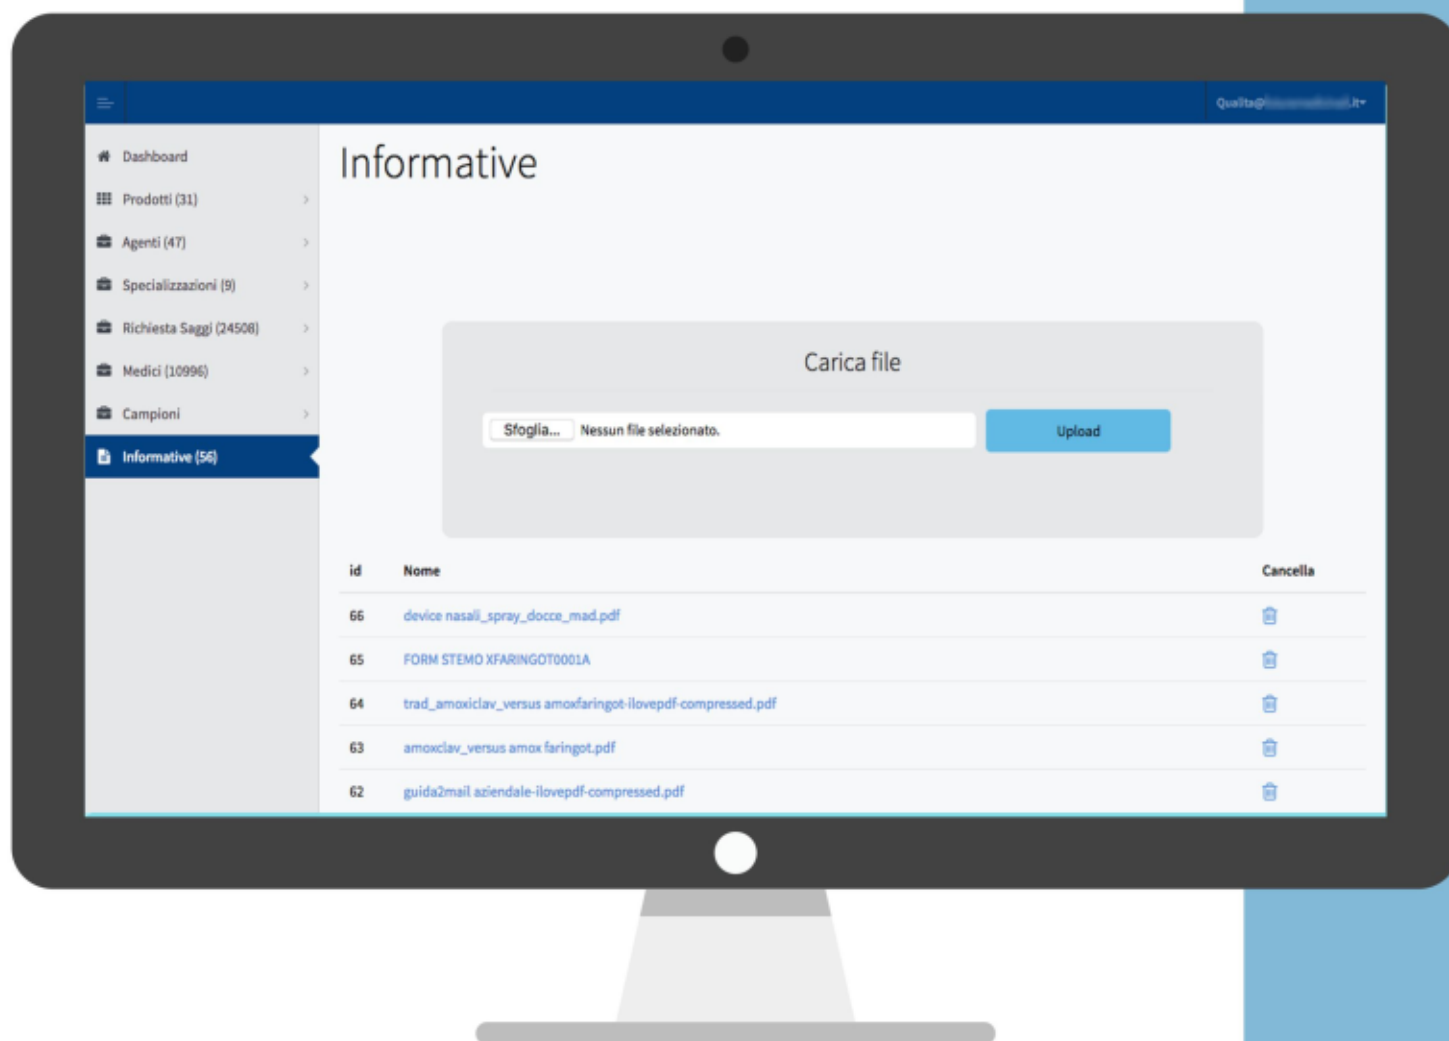 Qualita@ .it
Dashboard
Prodotti (31)
Agenti (47)
Specializzazioni (9)
Richiesta Saggi (24508)
Medici (10996)
Campioni
Informative (56)
Informative
Carica file
Sfoglia... Nessun file selezionato.
Upload
id Nome Cancella
66 device nasali_spray_docce_mad.pdf
65 FORM STEMO XFARINGOT0001A
64 trad_amoxiclav_versus amoxfaringot-ilovepdf-compressed.pdf
63 amoxclav_versus amox faringot.pdf
62 guida2mail aziendale-ilovepdf-compressed.pdf